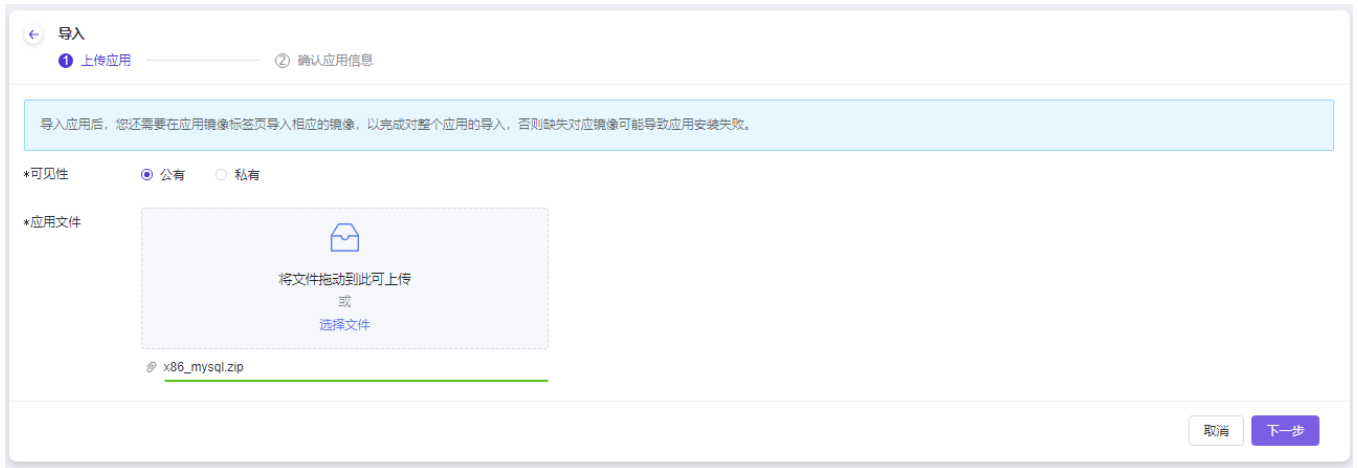 导入
1 上传应用 2 确认应用信息
导入应用后，您还需要在应用镜像标签页导入相应的镜像，以完成对整个应用的导入，否则缺失对应镜像可能导致应用安装失败。
*可见性 公有 私有
*应用文件
将文件拖动到此可上传
或
选择文件
x86_mysql.zip
取消 下一步